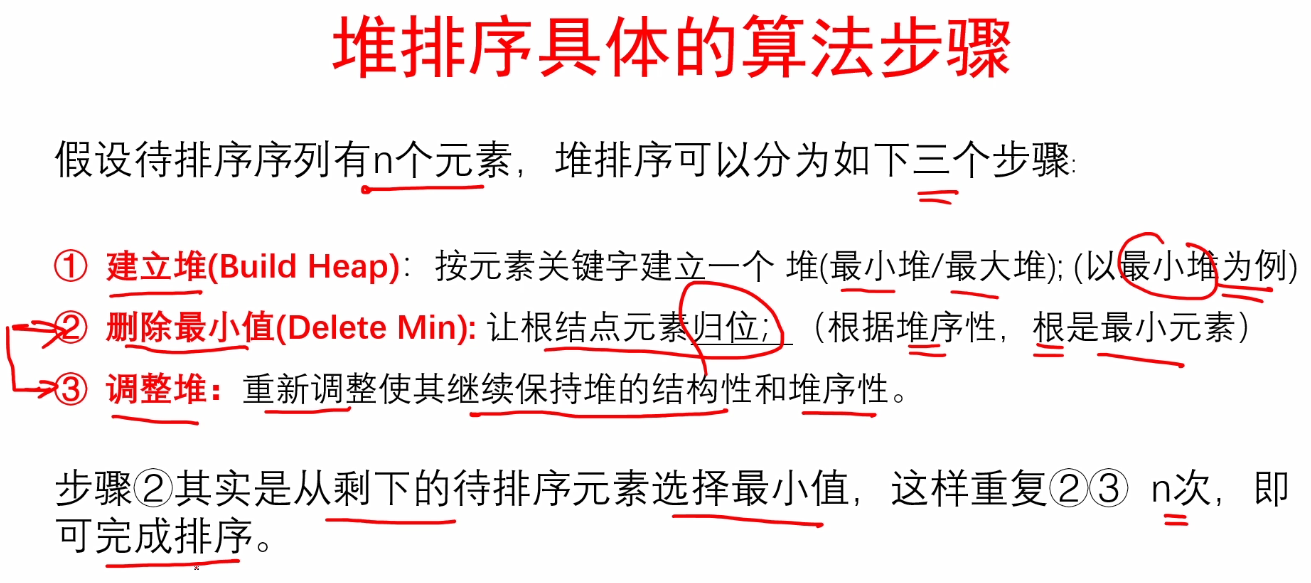 堆排序具体的算法步骤
假设待排序序列有n个元素，堆排序可以分为如下三个步骤:
① 建立堆(Build Heap)：按元素关键字建立一个 堆(最小堆/最大堆); (以最小堆为例)
② 删除最小值(Delete Min): 让根结点元素归位; （根据堆序性，根是最小元素）
③ 调整堆：重新调整使其继续保持堆的结构性和堆序性。
步骤②其实是从剩下的待排序元素选择最小值，这样重复②③ n次，即
可完成排序。